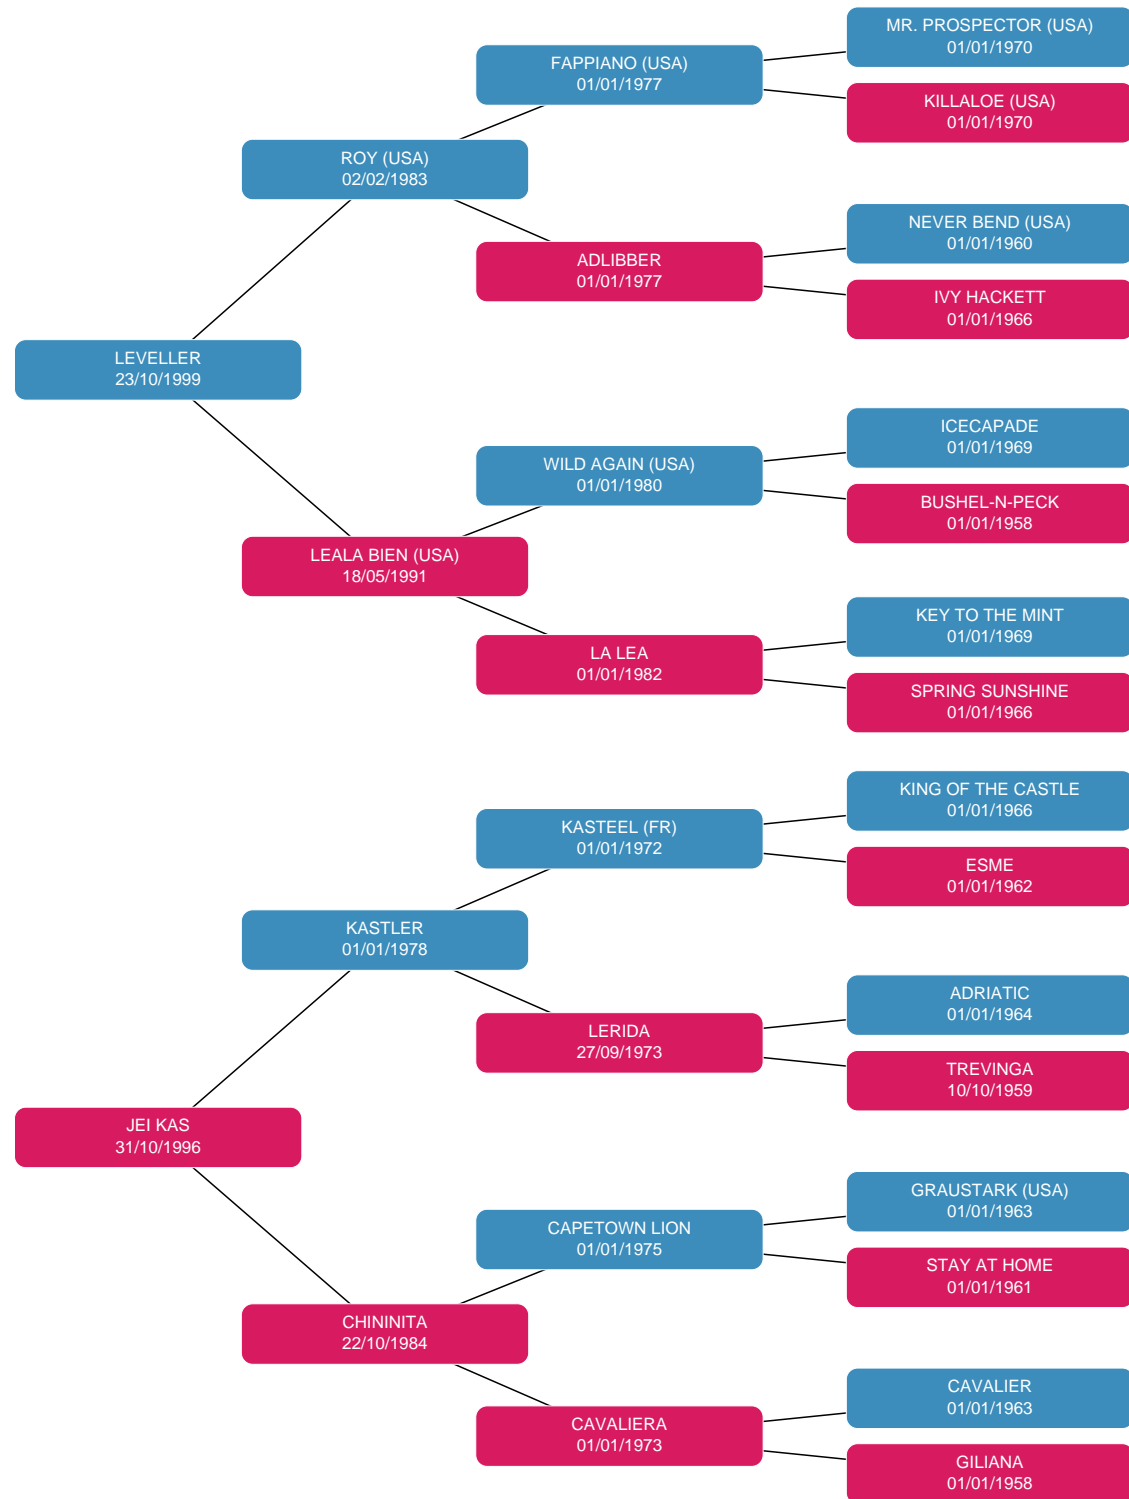 MR. PROSPECTOR (USA)
01/01/1970
FAPPIANO (USA)
01/01/1977
KILLALOE (USA)
01/01/1970
ROY (USA)
02/02/1983
NEVER BEND (USA)
01/01/1960
ADLIBBER
01/01/1977
IVY HACKETT
01/01/1966
LEVELLER
23/10/1999
ICECAPADE
01/01/1969
WILD AGAIN (USA)
01/01/1980
BUSHEL-N-PECK
01/01/1958
LEALA BIEN (USA)
18/05/1991
KEY TO THE MINT
01/01/1969
LA LEA
01/01/1982
SPRING SUNSHINE
01/01/1966
KING OF THE CASTLE
01/01/1966
KASTEEL (FR)
01/01/1972
ESME
01/01/1962
KASTLER
01/01/1978
ADRIATIC
01/01/1964
LERIDA
27/09/1973
TREVINGA
10/10/1959
JEI KAS
31/10/1996
GRAUSTARK (USA)
01/01/1963
CAPETOWN LION
01/01/1975
STAY AT HOME
01/01/1961
CHININITA
22/10/1984
CAVALIER
01/01/1963
CAVALIERA
01/01/1973
GILIANA
01/01/1958